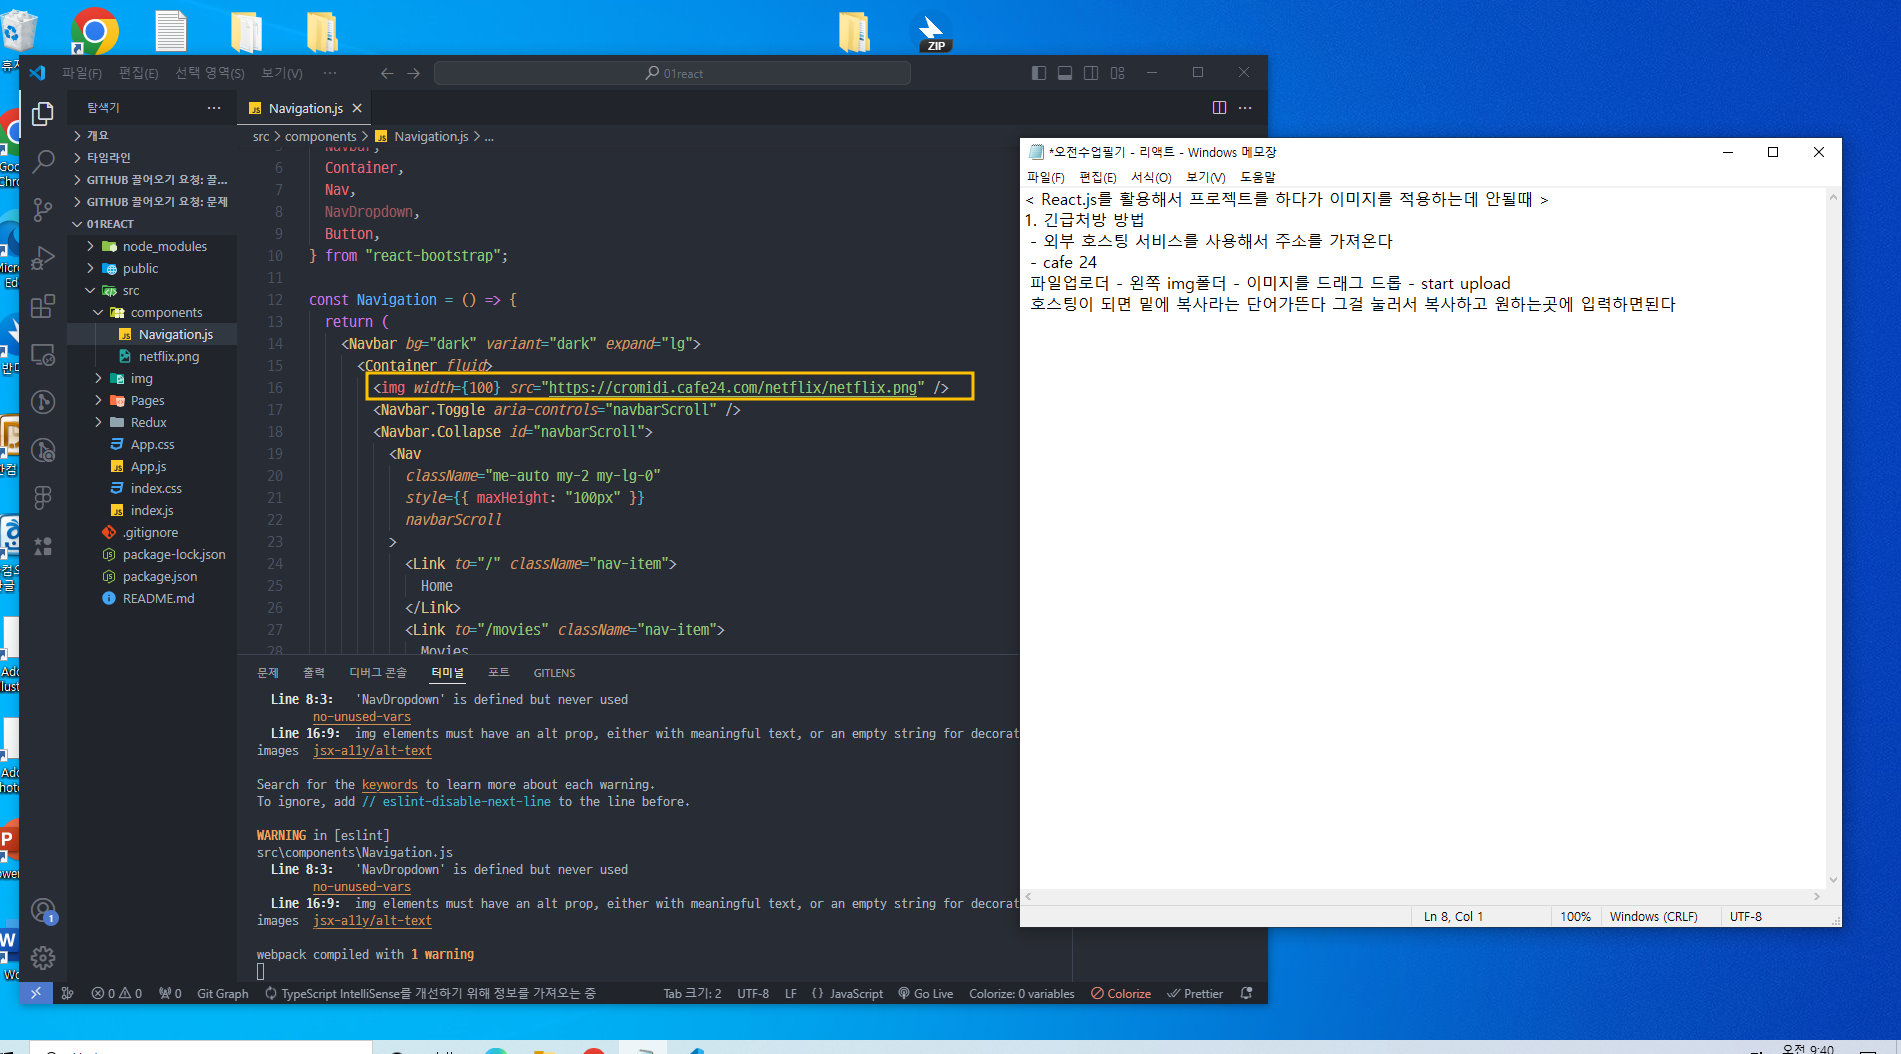 ZIP
파일(F) 편집(E) 선택 영역(S) 보기(V) ···
01react
탐색기 ···
Navigation.js
개요
타임라인
GITHUB 끌어오기 요청: 끌...
GITHUB 끌어오기 요청: 문제
01REACT
node_modules
public
src
components
Navigation.js
netflix.png
img
Pages
Redux
App.css
App.js
index.css
index.js
.gitignore
package-lock.json
package.json
README.md
src > components > Navigation.js > ...
5 Navbar,
6 Container,
7 Nav,
8 NavDropdown,
9 Button,
10 } from "react-bootstrap";
11
12 const Navigation = () => {
13 return (
14 <Navbar bg="dark" variant="dark" expand="lg">
15 <Container fluid>
16 <img width={100} src="https://cromidi.cafe24.com/netflix/netflix.png" />
17 <Navbar.Toggle aria-controls="navbarScroll" />
18 <Navbar.Collapse id="navbarScroll">
19 <Nav
20 className="me-auto my-2 my-lg-0"
21 style={{ maxHeight: "100px" }}
22 navbarScroll
23 >
24 <Link to="/" className="nav-item">
25 Home
26 </Link>
27 <Link to="/movies" className="nav-item">
28 Movies
문제 출력 디버그 콘솔 터미널 포트 GITLENS
Line 8:3: 'NavDropdown' is defined but never used
no-unused-vars
Line 16:9: img elements must have an alt prop, either with meaningful text, or an empty string for decorat
images jsx-a11y/alt-text
Search for the keywords to learn more about each warning.
To ignore, add // eslint-disable-next-line to the line before.
WARNING in [eslint]
src\components\Navigation.js
Line 8:3: 'NavDropdown' is defined but never used
no-unused-vars
Line 16:9: img elements must have an alt prop, either with meaningful text, or an empty string for decorat
images jsx-a11y/alt-text
webpack compiled with 1 warning
1
0 0 0 Git Graph TypeScript IntelliSense를 개선하기 위해 정보를 가져오는 중 Tab 크기: 2 UTF-8 LF {} JavaScript Go Live Colorize: 0 variables Colorize Prettier
*오전수업필기 - 리액트 - Windows 메모장
파일(F) 편집(E) 서식(O) 보기(V) 도움말
< React.js를 활용해서 프로젝트를 하다가 이미지를 적용하는데 안될때 >
1. 긴급처방 방법
- 외부 호스팅 서비스를 사용해서 주소를 가져온다
- cafe 24
파일업로더 - 왼쪽 img폴더 - 이미지를 드래그 드롭 - start upload
호스팅이 되면 밑에 복사라는 단어가뜬다 그걸 눌러서 복사하고 원하는곳에 입력하면된다
Ln 8, Col 1 100% Windows (CRLF) UTF-8
오전 9:40